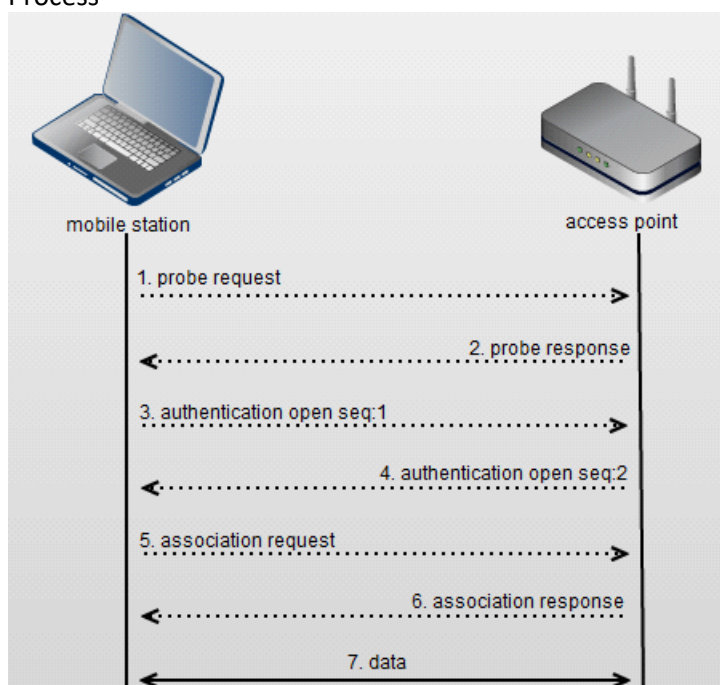 Process
mobile station
access point
1. probe request
2. probe response
3. authentication open seq:1
4. authentication open seq:2
5. association request
6. association response
7. data